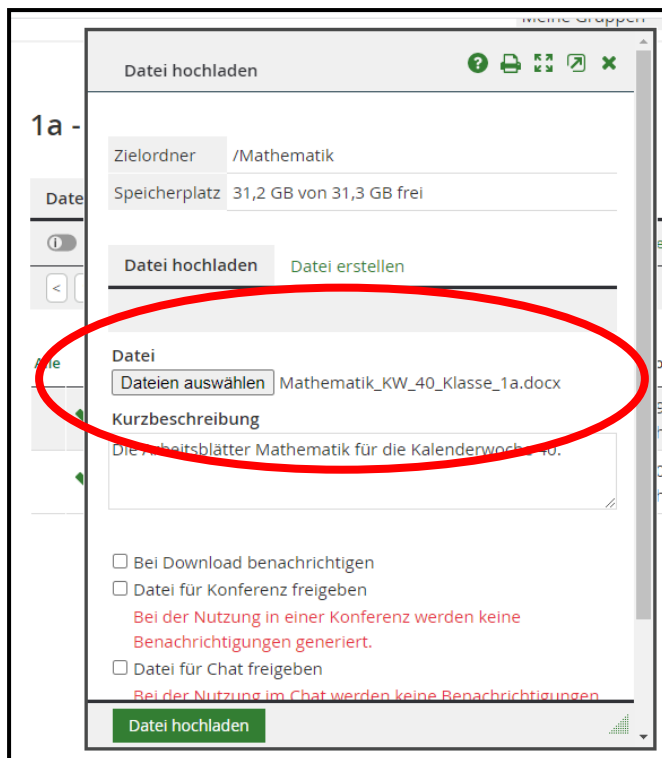 Meine Gruppen
Datei hochladen
1a -
Zielordner /Mathematik
Speicherplatz 31,2 GB von 31,3 GB frei
Date
Datei hochladen Datei erstellen
<
Datei
Alle
Dateien auswählen Mathematik_KW_40_Klasse_1a.docx
Kurzbeschreibung
Die Arbeitsblätter Mathematik für die Kalenderwoche 40.
Bei Download benachrichtigen
Datei für Konferenz freigeben
Bei der Nutzung in einer Konferenz werden keine
Benachrichtigungen generiert.
Datei für Chat freigeben
Bei der Nutzung im Chat werden keine Benachrichtigungen
Datei hochladen